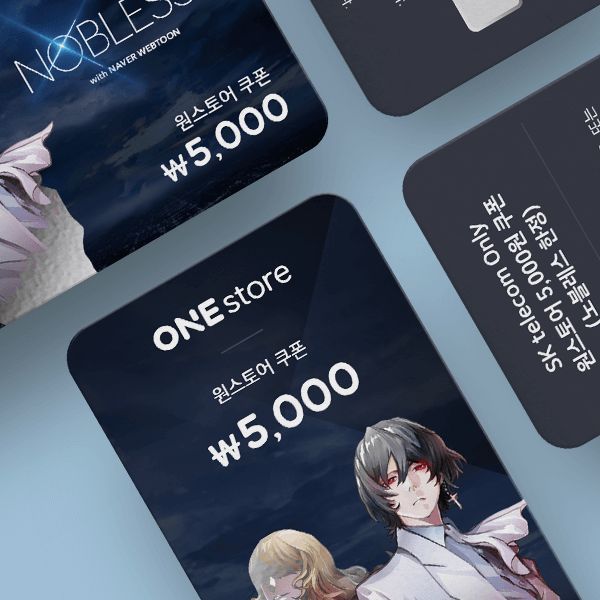 NOBLESS
with NAVER WEBTOON
원스토어 쿠폰
₩5,000
ONE store
원스토어 쿠폰
₩5,000
SK telecom Only
원스토어 5,000원 쿠폰
(노블레스 한정)